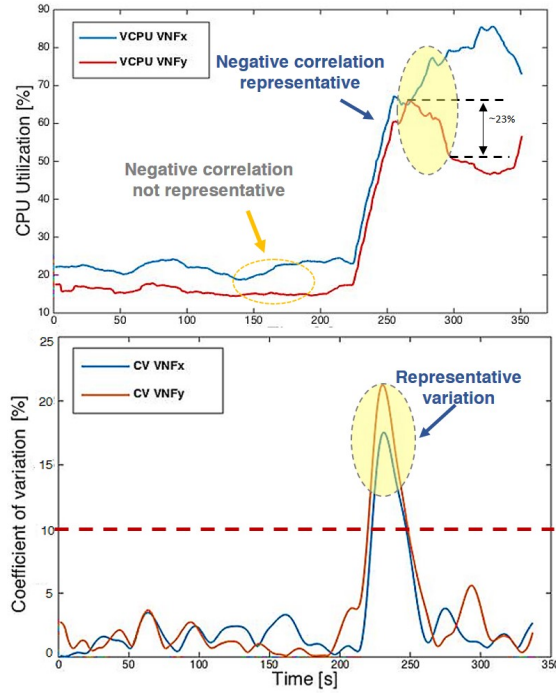 90
80
70
60
50
40
30
20
10
CPU Utilization [%]
VCPU VNFx
VCPU VNFy
Negative correlation
representative
Negative correlation
not representative
~23%
0 50 100 150 200 250 300 350
25
20
15
10
5
0
Coefficient of variation [%]
CV VNFx
CV VNFy
Representative
variation
0 50 100 150 200 250 300 350
Time [s]